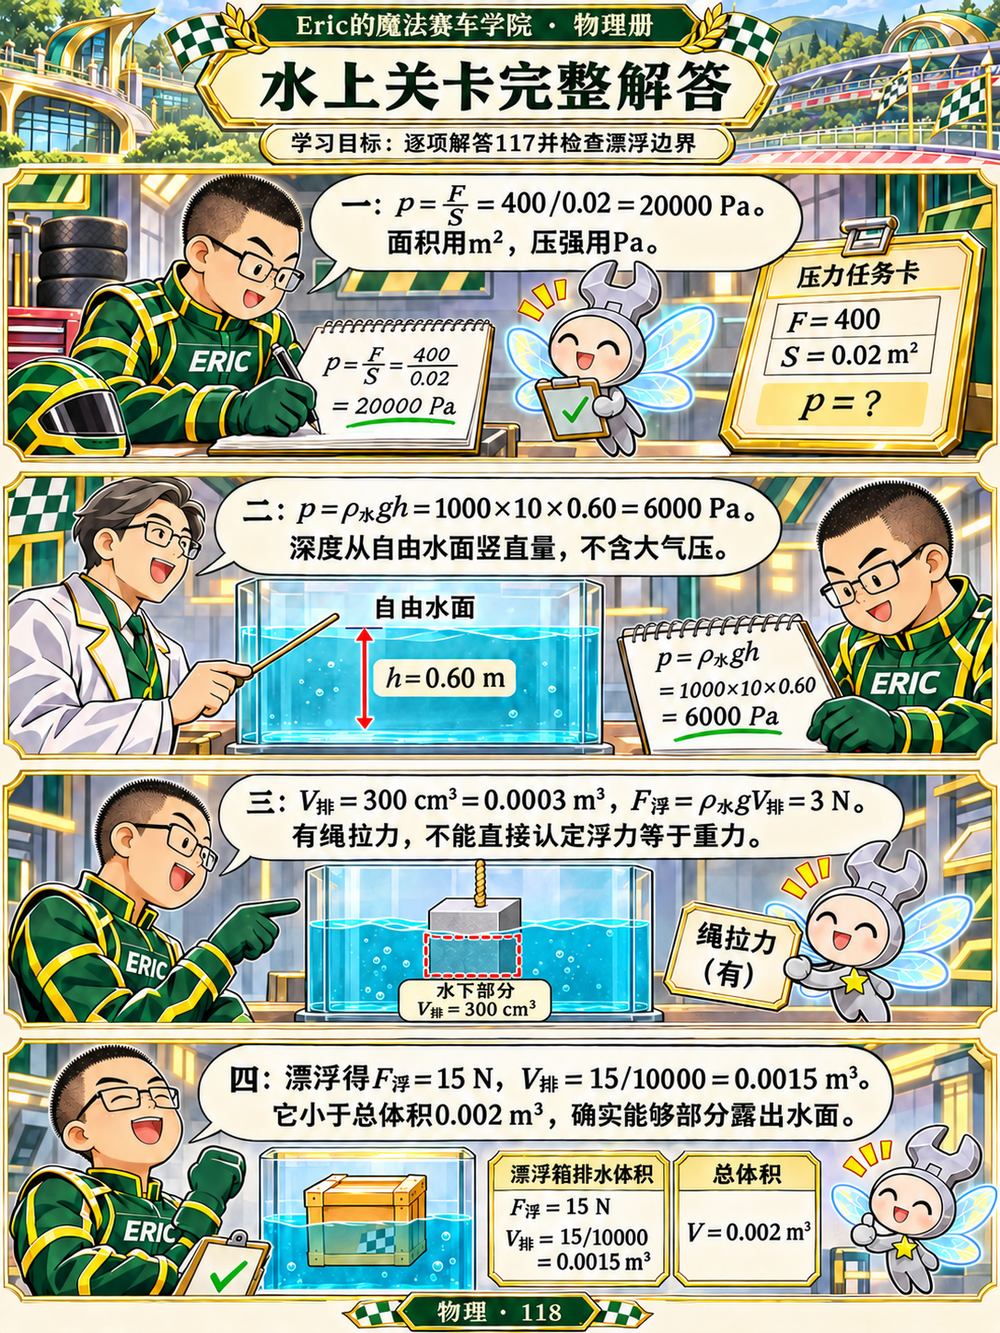 Eric的魔法赛车学院 · 物理册
水上关卡完整解答
学习目标：逐项解答117并检查漂浮边界
一：p = F/S = 400/0.02 = 20000 Pa。
面积用m²，压强用Pa。
ERIC
p = F/S = 400/0.02
= 20000 Pa
压力任务卡
F = 400
S = 0.02 m²
p = ?
二：p = ρ水gh = 1000×10×0.60 = 6000 Pa。
深度从自由水面竖直量，不含大气压。
自由水面
h = 0.60 m
p = ρ水gh
= 1000×10×0.60
= 6000 Pa
ERIC
三：V排 = 300 cm³ = 0.0003 m³，F浮 = ρ水gV排 = 3 N。
有绳拉力，不能直接认定浮力等于重力。
ERIC
水下部分
V排 = 300 cm³
绳拉力
（有）
四：漂浮得F浮 = 15 N，V排 = 15/10000 = 0.0015 m³。
它小于总体积0.002 m³，确实能够部分露出水面。
ERIC
漂浮箱排水体积
F浮 = 15 N
V排 = 15/10000
= 0.0015 m³
总体积
V = 0.002 m³
物理 · 118